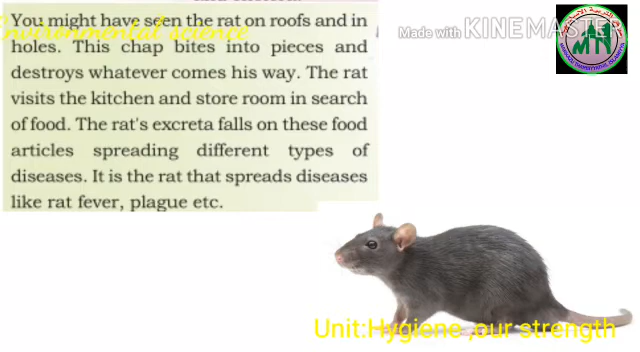 You might have seen the rat on roofs and in
Environmental science
holes. This chap bites into pieces and
destroys whatever comes his way. The rat
visits the kitchen and store room in search
of food. The rat's excreta falls on these food
articles spreading different types of
diseases. It is the rat that spreads diseases
like rat fever, plague etc.
Made with KINEMASTER
Unit:Hygiene ,our strength